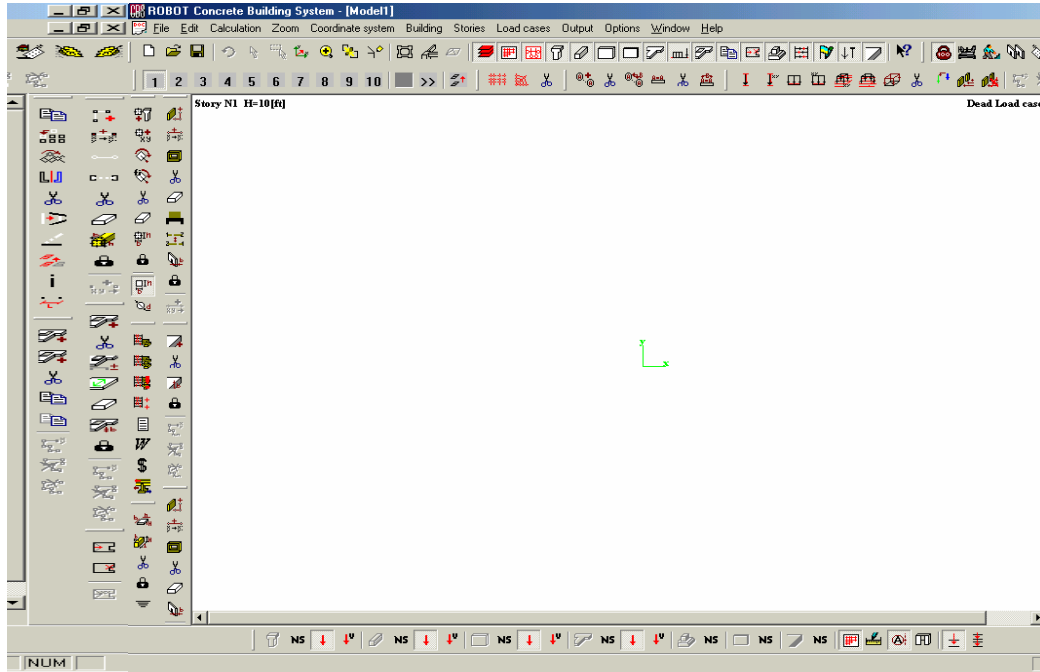 ROBOT Concrete Building System - [Model1]
File Edit Calculation Zoom Coordinate system Building Stories Load cases Output Options Window Help
1 2 3 4 5 6 7 8 9 10 >>
Story N1 H=10[ft]
Dead Load case
y
x
NS NS NS NS NS NS NS
NUM